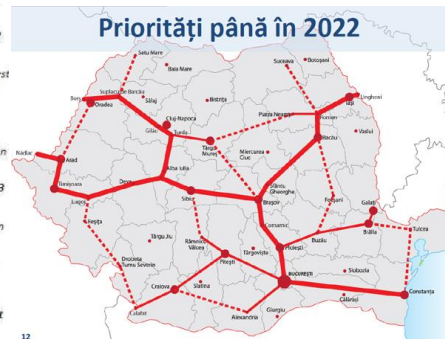 Prioritați până în 2022
Satu Mare
Baia Mare
Suceava
Botoșani
Suplacu de Barcău
Borș
Oradea
Sălaj
Bistrița
Ungheni
Iași
Cluj-Napoca
Piatra Neamț
Gilău
Turda
Târgu
Mureș
Miercurea
Ciuc
Bacău
Vaslui
Nădlac
Arad
Alba Iulia
Timișoara
Deva
Sfântu
Gheorghe
Lugoj
Sibiu
Brașov
Focșani
Galați
Brăila
Reșița
Comarnic
Tulcea
Târgu Jiu
Râmnicu
Vâlcea
Buzău
Târgoviște
Ploiești
Pitești
Drobeta
Turnu Severin
BUCUREȘTI
Slobozia
Craiova
Slatina
Constanța
Călărași
Giurgiu
Alexandria
Calafat
12